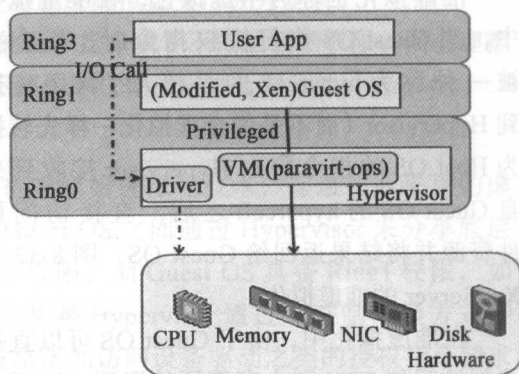 Ring3
User App
I/O Call
Ring1
(Modified, Xen)Guest OS
Privileged
Ring0
Driver
VMI(paravirt-ops)
Hypervisor
CPU Memory NIC Disk
Hardware